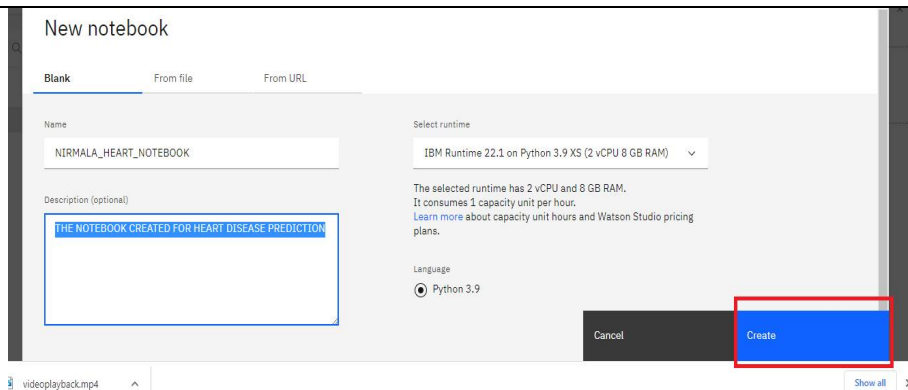 New notebook
Blank From file From URL
Name
NIRMALA_HEART_NOTEBOOK
Description (optional)
THE NOTEBOOK CREATED FOR HEART DISEASE PREDICTION
Select runtime
IBM Runtime 22.1 on Python 3.9 XS (2 vCPU 8 GB RAM)
The selected runtime has 2 vCPU and 8 GB RAM.
It consumes 1 capacity unit per hour.
Learn more about capacity unit hours and Watson Studio pricing
plans.
Language
Python 3.9
Cancel Create
videoplayback.mp4 Show all